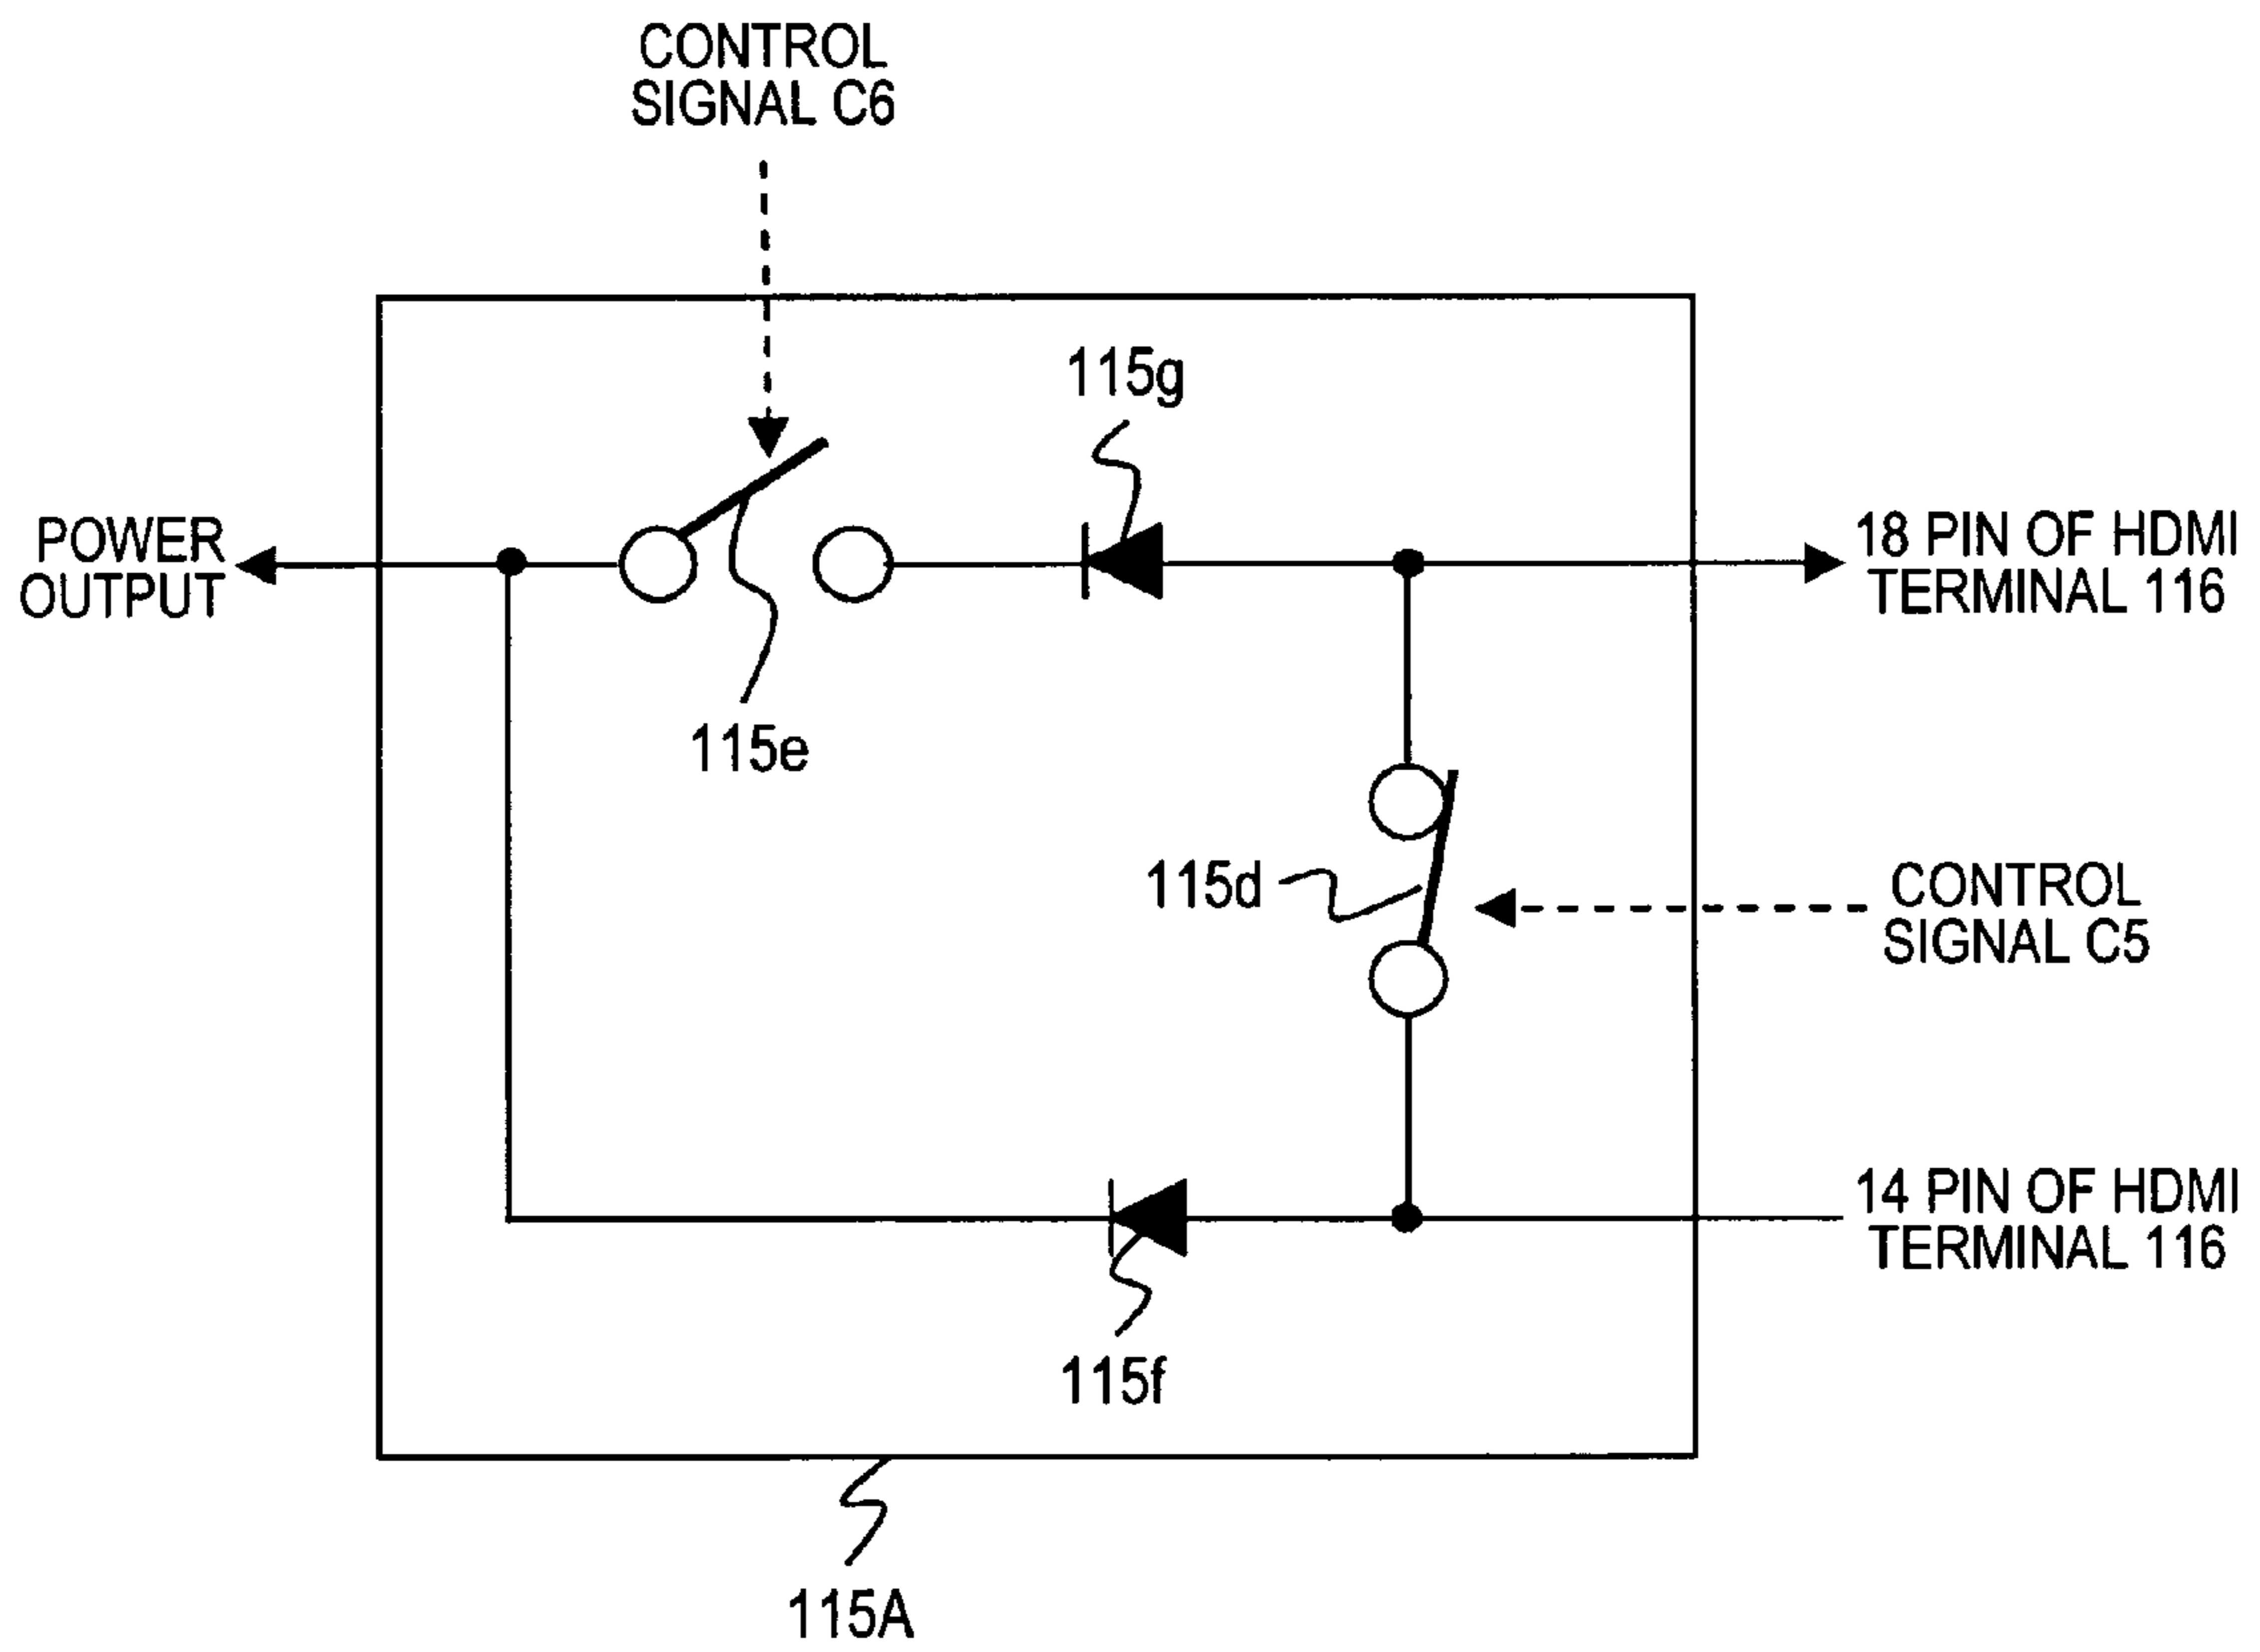 CONTROL
SIGNAL C6
115g
POWER
OUTPUT
18 PIN OF HDMI
TERMINAL 116
115e
115d
CONTROL
SIGNAL C5
14 PIN OF HDMI
TERMINAL 116
115f
115A